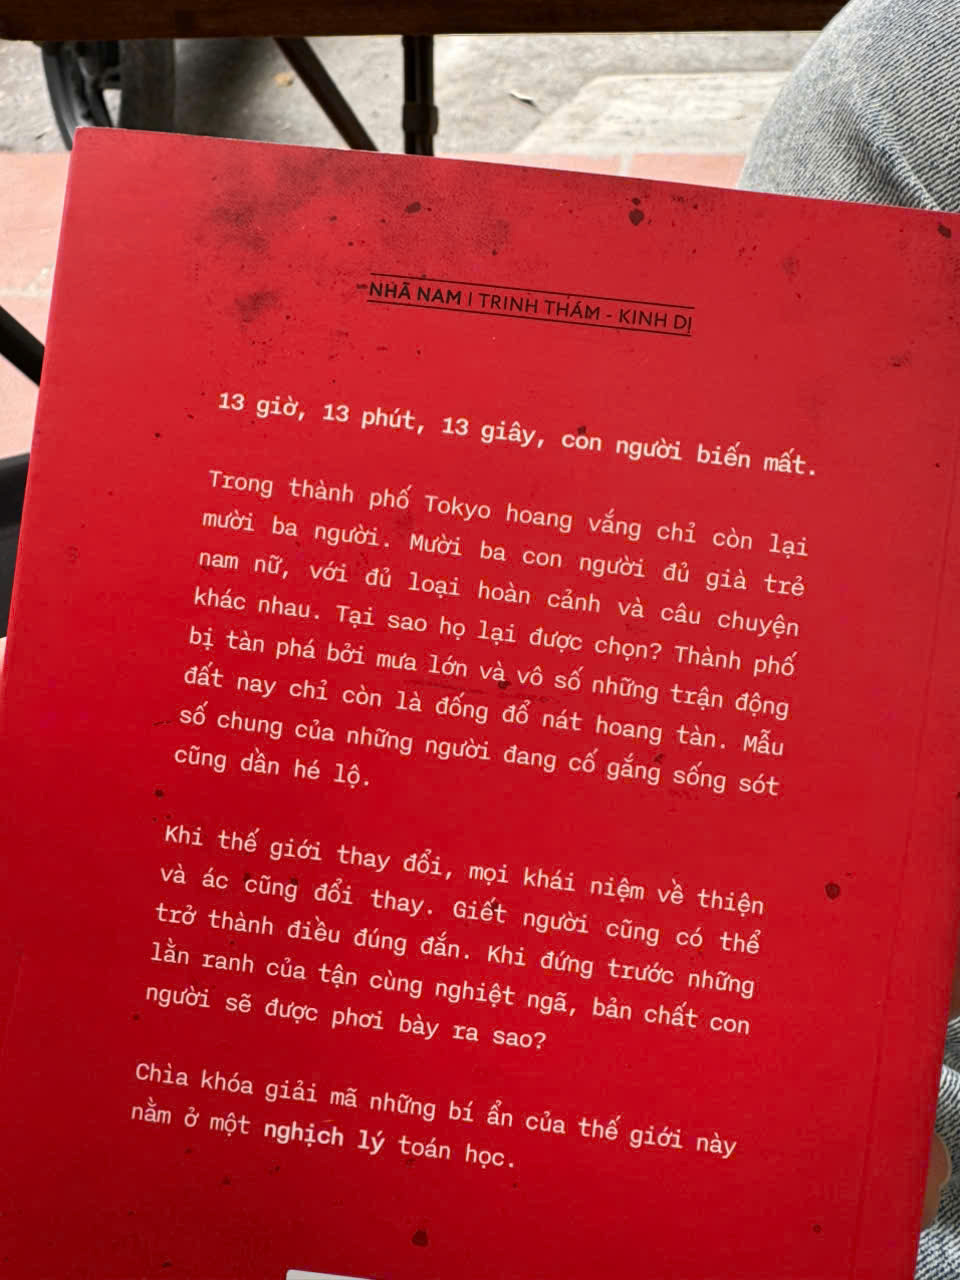 NHÃ NAM | TRINH THÁM - KINH DỊ
13 giờ, 13 phút, 13 giây, con người biến mất.
Trong thành phố Tokyo hoang vắng chỉ còn lại
mười ba người. Mười ba con người đủ già trẻ
nam nữ, với đủ loại hoàn cảnh và câu chuyện
khác nhau. Tại sao họ lại được chọn? Thành phố
bị tàn phá bởi mưa lớn và vô số những trận động
đất nay chỉ còn là đống đổ nát hoang tàn. Mẫu
số chung của những người đang cố gắng sống sót
cũng dần hé lộ.
Khi thế giới thay đổi, mọi khái niệm về thiện
và ác cũng đổi thay. Giết người cũng có thể
trở thành điều đúng đắn. Khi đứng trước những
lằn ranh của tận cùng nghiệt ngã, bản chất con
người sẽ được phơi bày ra sao?
Chìa khóa giải mã những bí ẩn của thế giới này
nằm ở một nghịch lý toán học.